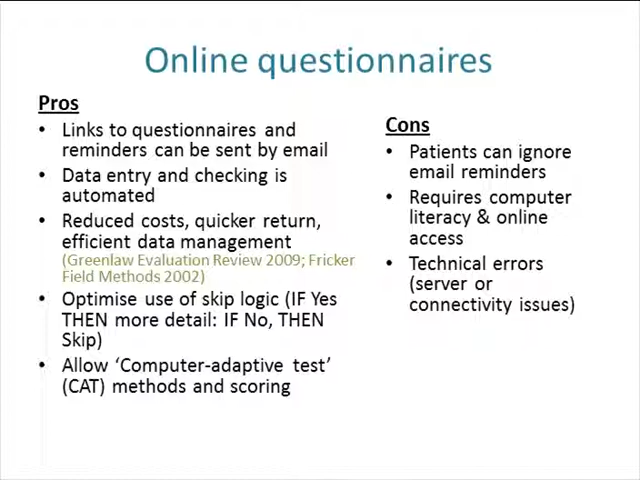 Online questionnaires
Pros
• Links to questionnaires and
reminders can be sent by email
• Data entry and checking is
automated
• Reduced costs, quicker return,
efficient data management
(Greenlaw Evaluation Review 2009; Fricker
Field Methods 2002)
• Optimise use of skip logic (IF Yes
THEN more detail: IF No, THEN
Skip)
• Allow ‘Computer-adaptive test’
(CAT) methods and scoring
Cons
• Patients can ignore
email reminders
• Requires computer
literacy & online
access
• Technical errors
(server or
connectivity issues)